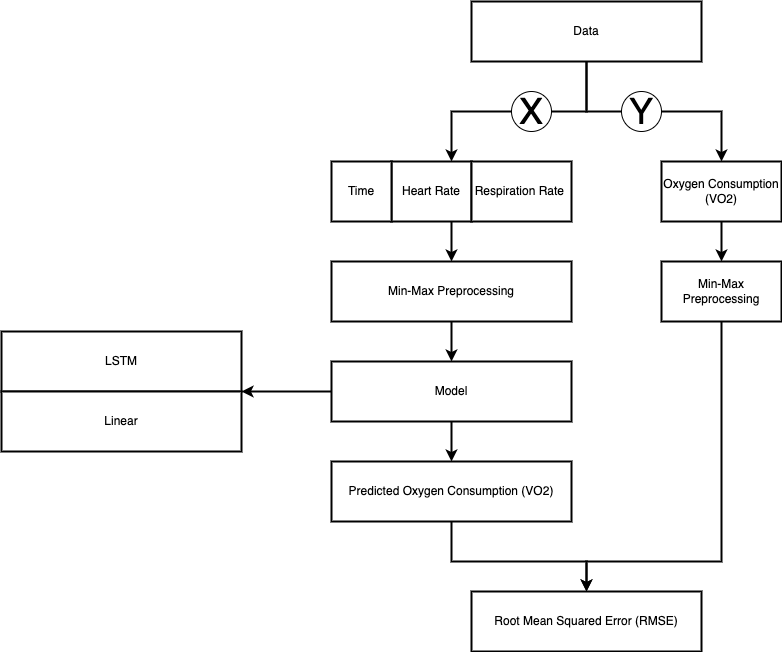 Data
X
Y
Time
Heart Rate
Respiration Rate
Oxygen Consumption
(VO2)
Min-Max Preprocessing
Min-Max
Preprocessing
LSTM
Linear
Model
Predicted Oxygen Consumption (VO2)
Root Mean Squared Error (RMSE)